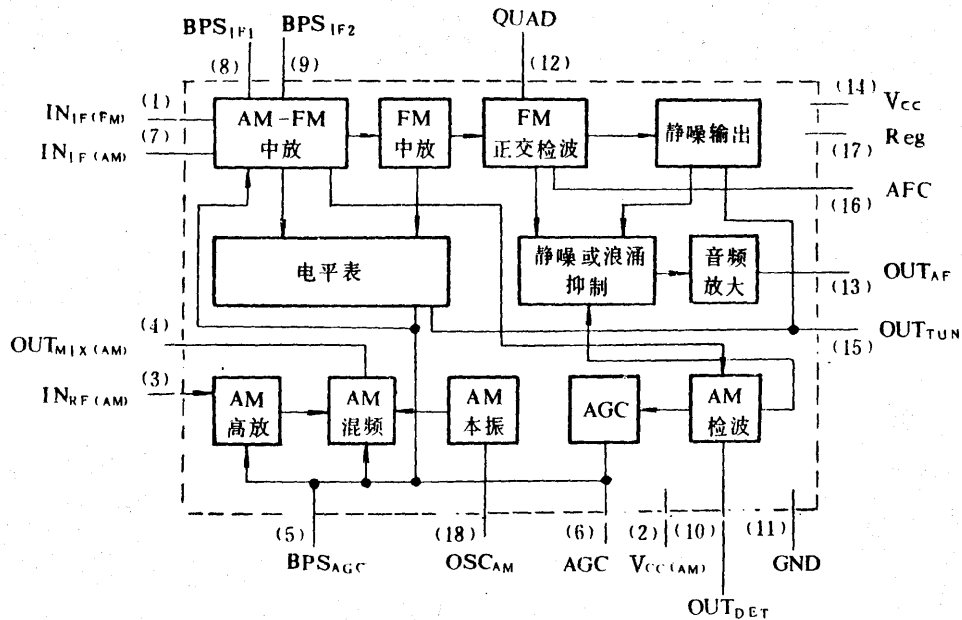 QUAD
BPS IF1
BPS IF2
(8)
(9)
(12)
(14)
VCC
(1)
IN IF(FM)
AM-FM
中放
FM
中放
FM
正交检波
静噪输出
Reg
(17)
(7)
IN IF(AM)
AFC
(16)
电平表
静噪或浪涌
抑制
音频
放大
OUT AF
(13)
(4)
OUT MIX(AM)
OUT TUN
(15)
(3)
IN RF(AM)
AM
高放
AM
混频
AM
本振
AGC
AM
检波
(5)
(18)
(6)
(2)
(10)
(11)
BPS AGC
OSC AM
AGC
VCC(AM)
GND
OUT DET